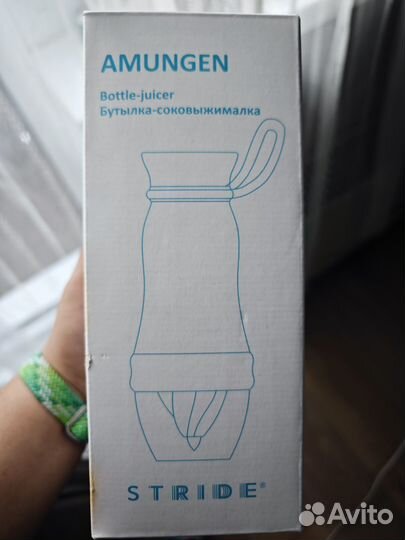 AMUNGEN
Bottle-juicer
Бутылка-соковыжималка
STRIDE®
Avito